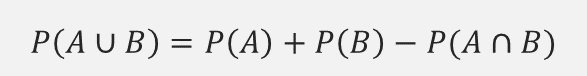 P(A ∪ B) = P(A) + P(B) − P(A ∩ B)